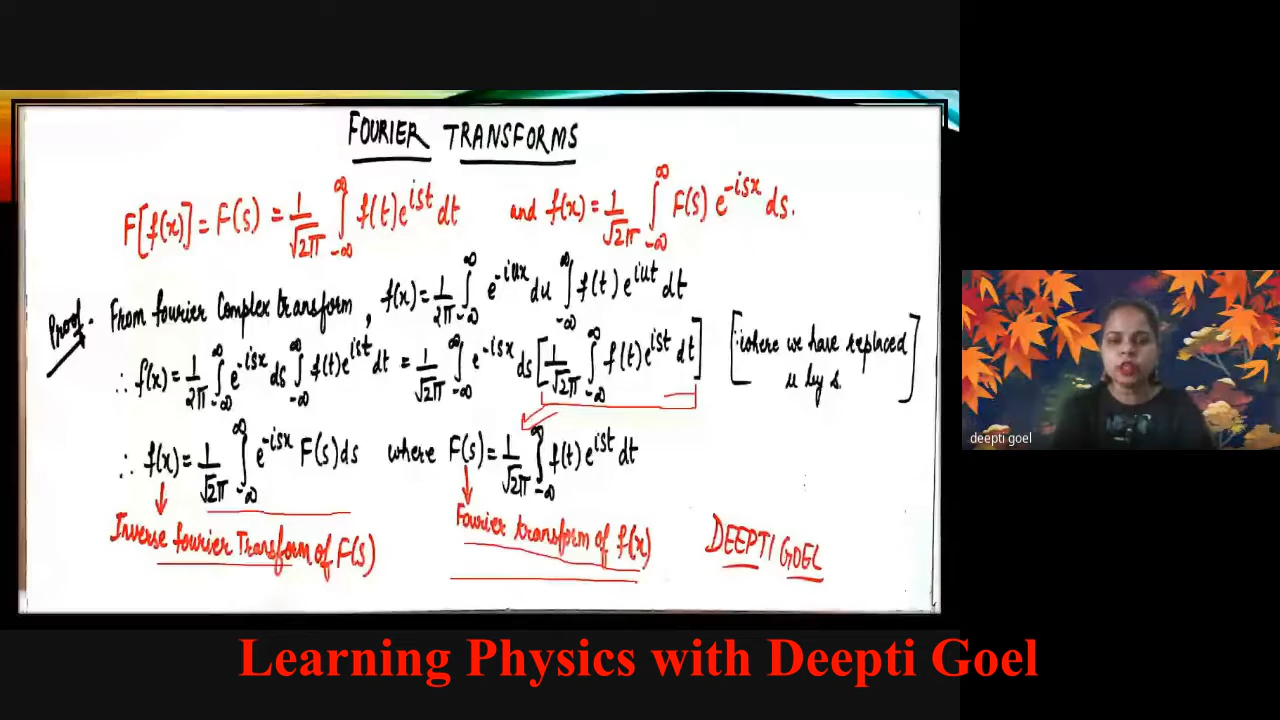 FOURIER TRANSFORMS
F[f(x)] = F(s) = 1/√2π ∫_{-∞}^{∞} f(t) e^{ist} dt and f(x) = 1/√2π ∫_{-∞}^{∞} F(s) e^{-isx} ds.
Proof. From fourier Complex transform, f(x) = 1/2π ∫_{-∞}^{∞} e^{-iux} du ∫_{-∞}^{∞} f(t) e^{iut} dt
∴ f(x) = 1/2π ∫_{-∞}^{∞} e^{-isx} ds ∫_{-∞}^{∞} f(t) e^{ist} dt = 1/√2π ∫_{-∞}^{∞} e^{-isx} ds [1/√2π ∫_{-∞}^{∞} f(t) e^{ist} dt]
[∵ where we have replaced
u by s]
∴ f(x) = 1/√2π ∫_{-∞}^{∞} e^{-isx} F(s) ds where F(s) = 1/√2π ∫_{-∞}^{∞} f(t) e^{ist} dt
Inverse fourier Transform of F(s)
Fourier transform of f(x)
DEEPTI GOEL
deepti goel
Learning Physics with Deepti Goel